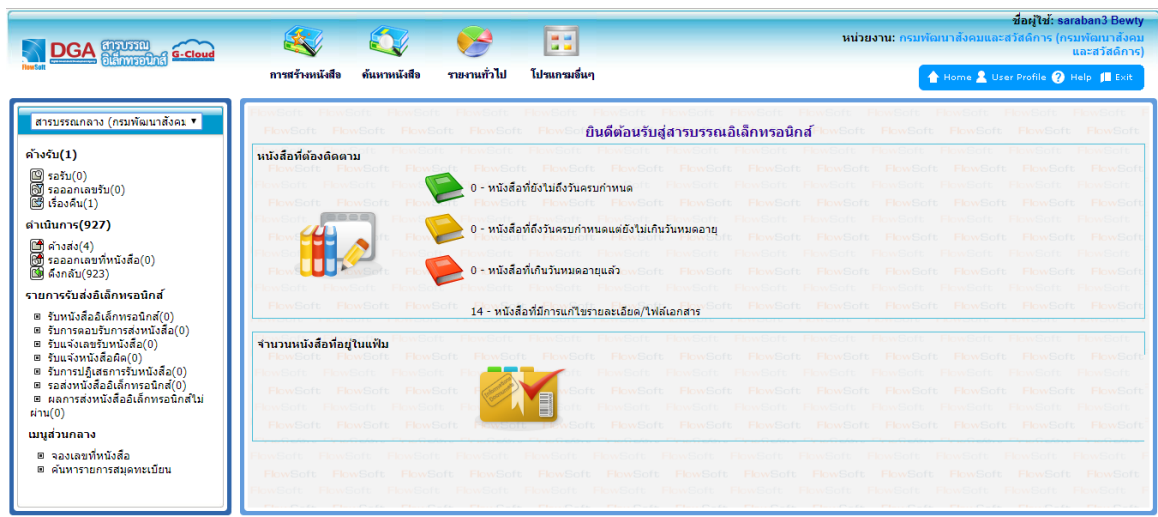 ชื่อผู้ใช้: saraban3 Bewty
หน่วยงาน: กรมพัฒนาสังคมและสวัสดิการ (กรมพัฒนาสังคม
และสวัสดิการ)
FlowSoft
DGA สารบรรณ
อิเล็กทรอนิกส์ G-Cloud
การสร้างหนังสือ ค้นหาหนังสือ รายงานทั่วไป โปรแกรมอื่นๆ
Home User Profile Help Exit
สารบรรณกลาง (กรมพัฒนาสังคม
ค้างรับ(1)
รอรับ(0)
รอออกเลขรับ(0)
เรื่องคืน(1)
ดำเนินการ(927)
ค้างส่ง(4)
รอออกเลขที่หนังสือ(0)
ดึงกลับ(923)
รายการรับส่งอิเล็กทรอนิกส์
รับหนังสืออิเล็กทรอนิกส์(0)
รับการตอบรับการส่งหนังสือ(0)
รับแจ้งเลขรับหนังสือ(0)
รับแจ้งหนังสือผิด(0)
รับการปฏิเสธการรับหนังสือ(0)
รอส่งหนังสืออิเล็กทรอนิกส์(0)
ผลการส่งหนังสืออิเล็กทรอนิกส์ไม่
ผ่าน(0)
เมนูส่วนกลาง
จองเลขที่หนังสือ
ค้นหารายการสมุดทะเบียน
ยินดีต้อนรับสู่สารบรรณอิเล็กทรอนิกส์
หนังสือที่ต้องติดตาม
0 - หนังสือที่ยังไม่ถึงวันครบกำหนด
0 - หนังสือที่ถึงวันครบกำหนดแต่ยังไม่เกินวันหมดอายุ
0 - หนังสือที่เกินวันหมดอายุแล้ว
14 - หนังสือที่มีการแก้ไขรายละเอียด/ไฟล์เอกสาร
จำนวนหนังสือที่อยู่ในแฟ้ม